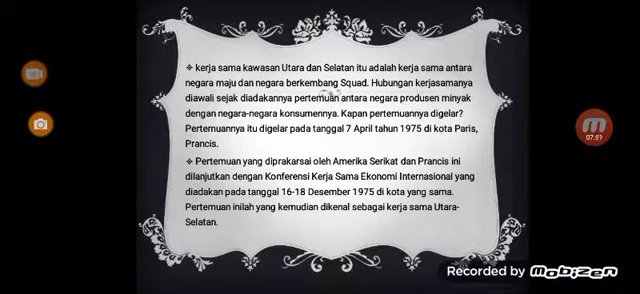 ❖ kerja sama kawasan Utara dan Selatan itu adalah kerja sama antara
negara maju dan negara berkembang Squad. Hubungan kerjasamanya
diawali sejak diadakannya pertemuan antara negara produsen minyak
dengan negara-negara konsumennya. Kapan pertemuannya digelar?
Pertemuannya itu digelar pada tanggal 7 April tahun 1975 di kota Paris,
Prancis.
❖ Pertemuan yang diprakarsai oleh Amerika Serikat dan Prancis ini
dilanjutkan dengan Konferensi Kerja Sama Ekonomi Internasional yang
diadakan pada tanggal 16-18 Desember 1975 di kota yang sama.
Pertemuan inilah yang kemudian dikenal sebagai kerja sama Utara-
Selatan.
07:59
Recorded by mobizen